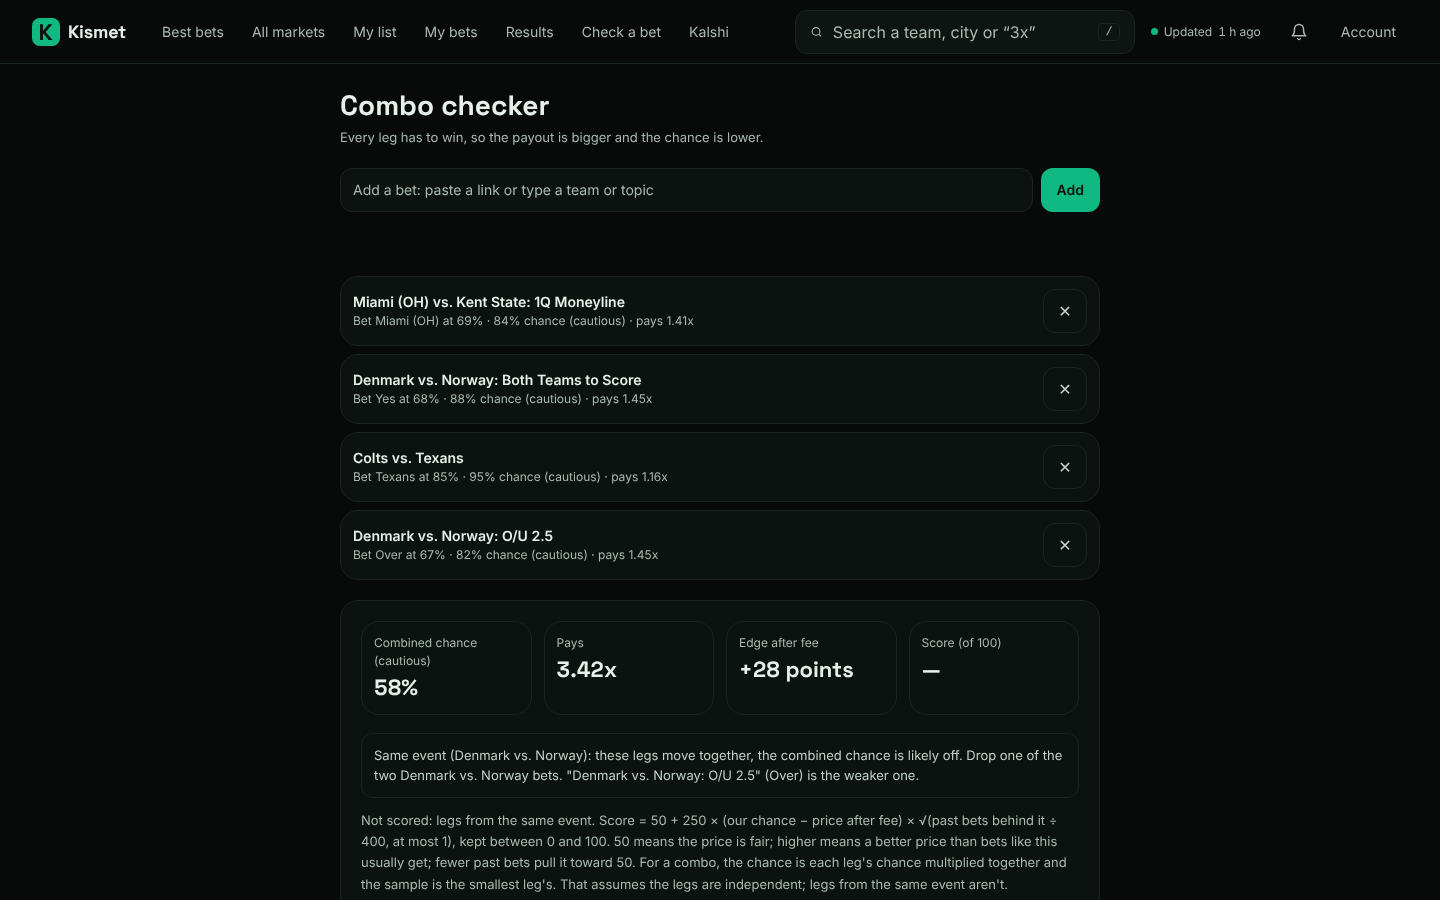 Kismet
Best bets
All markets
My list
My bets
Results
Check a bet
Kalshi
Search a team, city or “3x”
/
Updated 1 h ago
Account
Combo checker
Every leg has to win, so the payout is bigger and the chance is lower.
Add a bet: paste a link or type a team or topic
Add
Miami (OH) vs. Kent State: 1Q Moneyline
Bet Miami (OH) at 69% · 84% chance (cautious) · pays 1.41x
Denmark vs. Norway: Both Teams to Score
Bet Yes at 68% · 88% chance (cautious) · pays 1.45x
Colts vs. Texans
Bet Texans at 85% · 95% chance (cautious) · pays 1.16x
Denmark vs. Norway: O/U 2.5
Bet Over at 67% · 82% chance (cautious) · pays 1.45x
Combined chance
(cautious)
58%
Pays
3.42x
Edge after fee
+28 points
Score (of 100)
—
Same event (Denmark vs. Norway): these legs move together, the combined chance is likely off. Drop one of the
two Denmark vs. Norway bets. "Denmark vs. Norway: O/U 2.5" (Over) is the weaker one.
Not scored: legs from the same event. Score = 50 + 250 × (our chance − price after fee) × √(past bets behind it ÷
400, at most 1), kept between 0 and 100. 50 means the price is fair; higher means a better price than bets like this
usually get; fewer past bets pull it toward 50. For a combo, the chance is each leg's chance multiplied together and
the sample is the smallest leg's. That assumes the legs are independent; legs from the same event aren't.